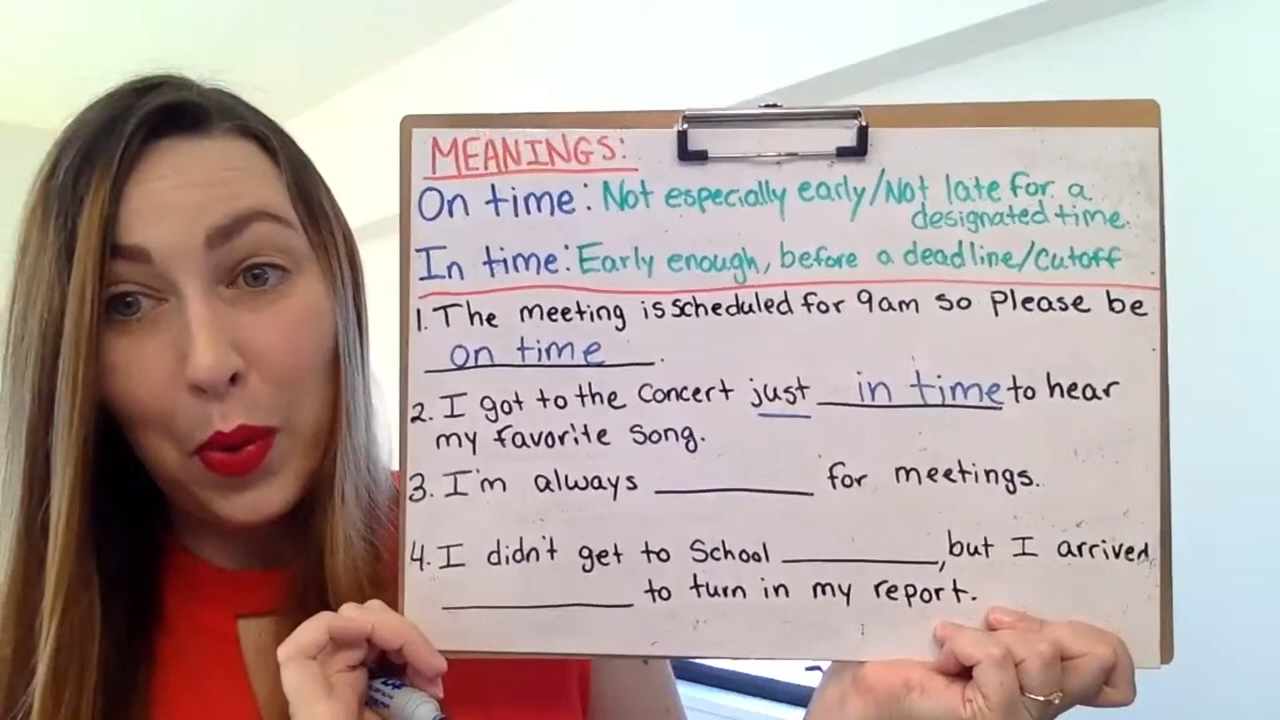 MEANINGS:
On time: Not especially early/Not late for a
designated time.
In time: Early enough, before a deadline/cutoff
1. The meeting is scheduled for 9am so please be
on time.
2. I got to the concert just in time to hear
my favorite song.
3. I'm always ________ for meetings.
4. I didn't get to School ________, but I arrived
________ to turn in my report.